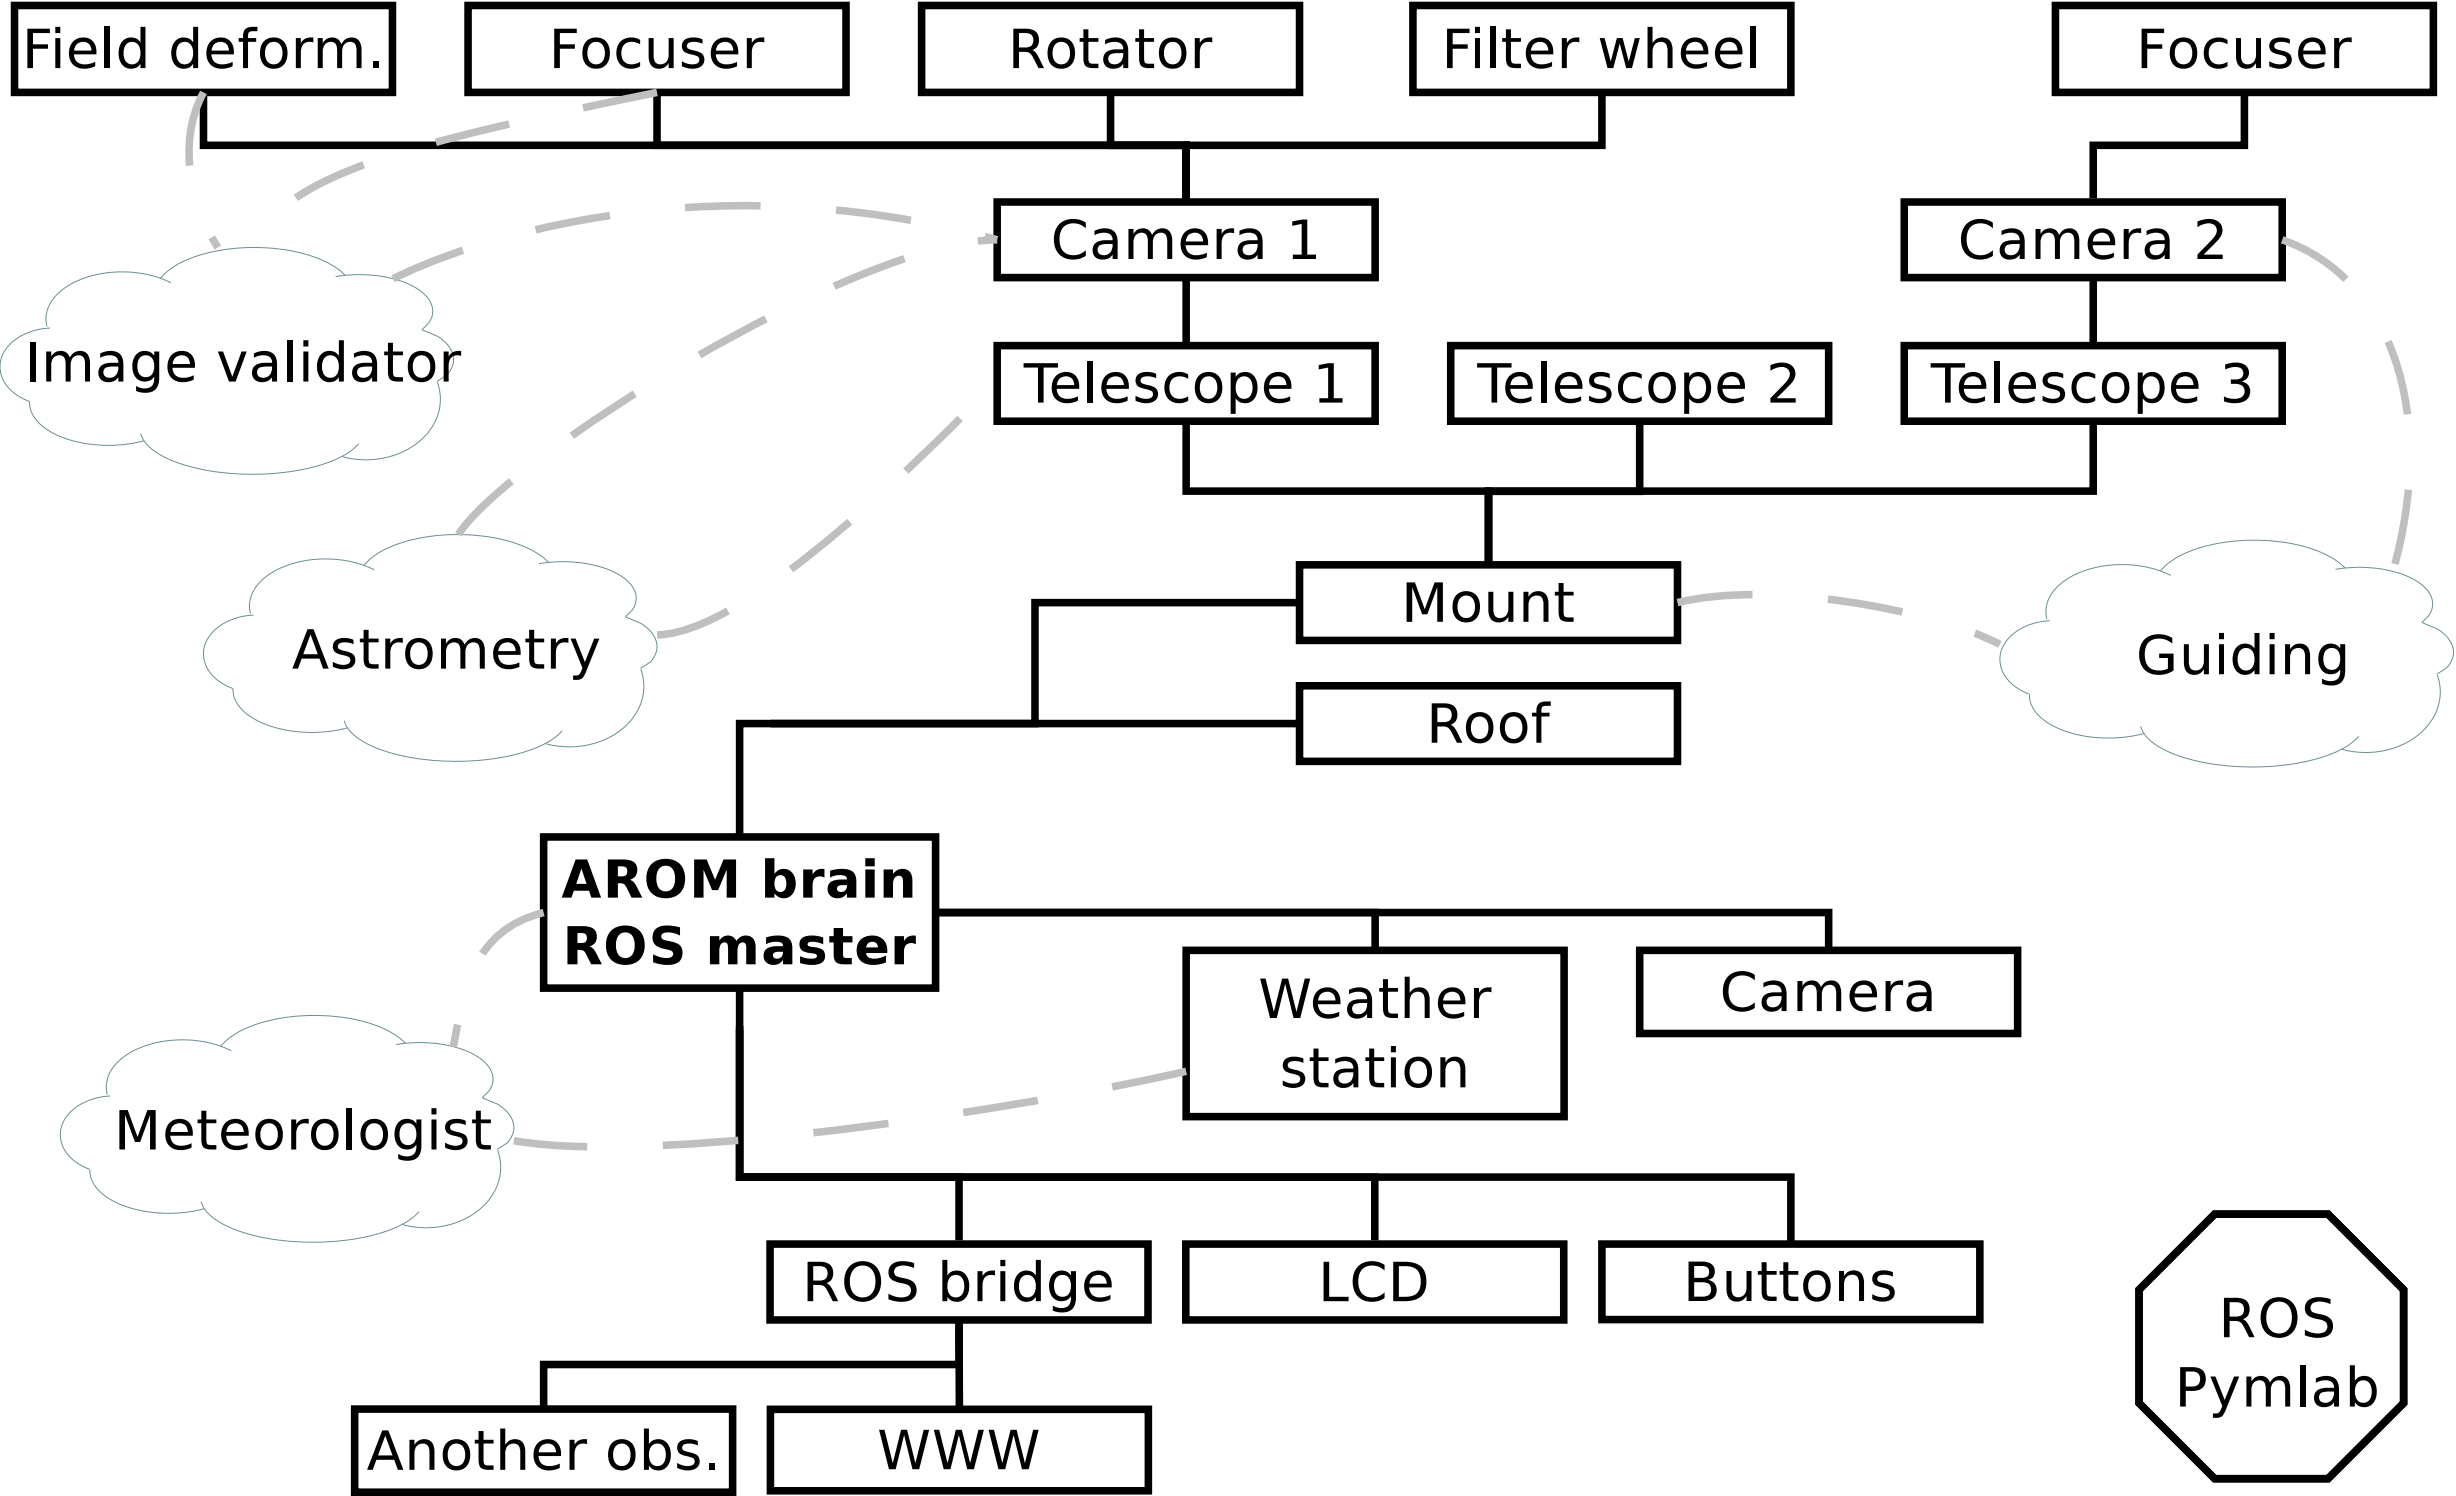 Field deform.
Focuser
Rotator
Filter wheel
Focuser
Camera 1
Camera 2
Image validator
Telescope 1
Telescope 2
Telescope 3
Astrometry
Mount
Guiding
Roof
AROM brain
ROS master
Weather
station
Camera
Meteorologist
ROS bridge
LCD
Buttons
ROS
Pymlab
Another obs.
WWW